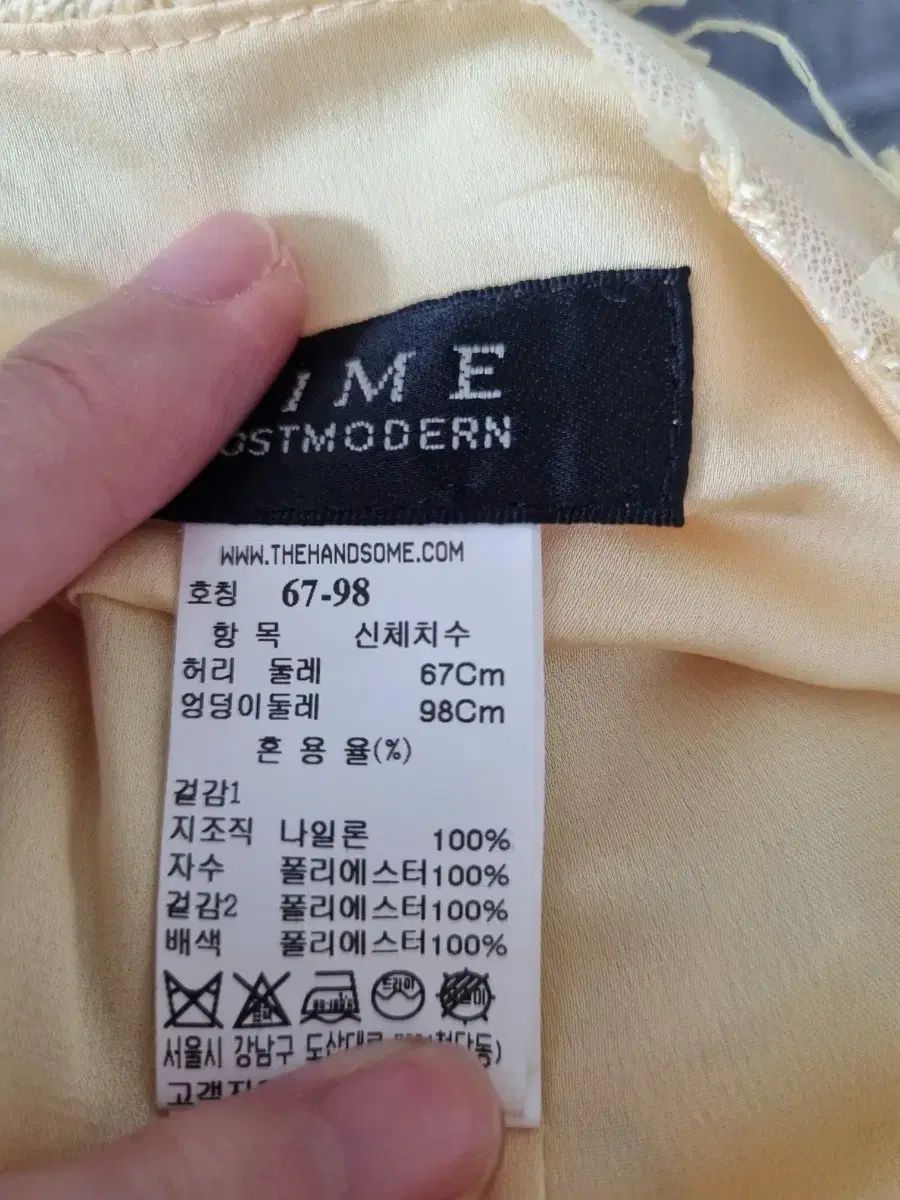 IME
OSTMODERN
WWW.THEHANDSOME.COM
호칭 67-98
항 목 신체치수
허리 둘레 67Cm
엉덩이둘레 98Cm
혼 용 율(%)
겉감1
지조직 나일론 100%
자수 폴리에스터100%
겉감2 폴리에스터100%
배색 폴리에스터100%
드라이
서울시 강남구 도산대로